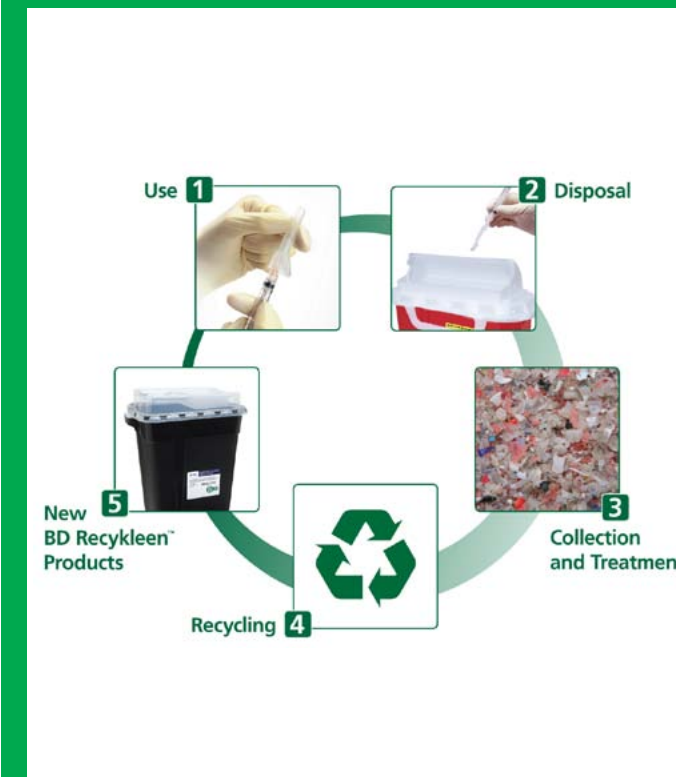 Use 1
2 Disposal
3
Collection
and Treatmen
Recycling 4
5
New
BD Recykleen™
Products